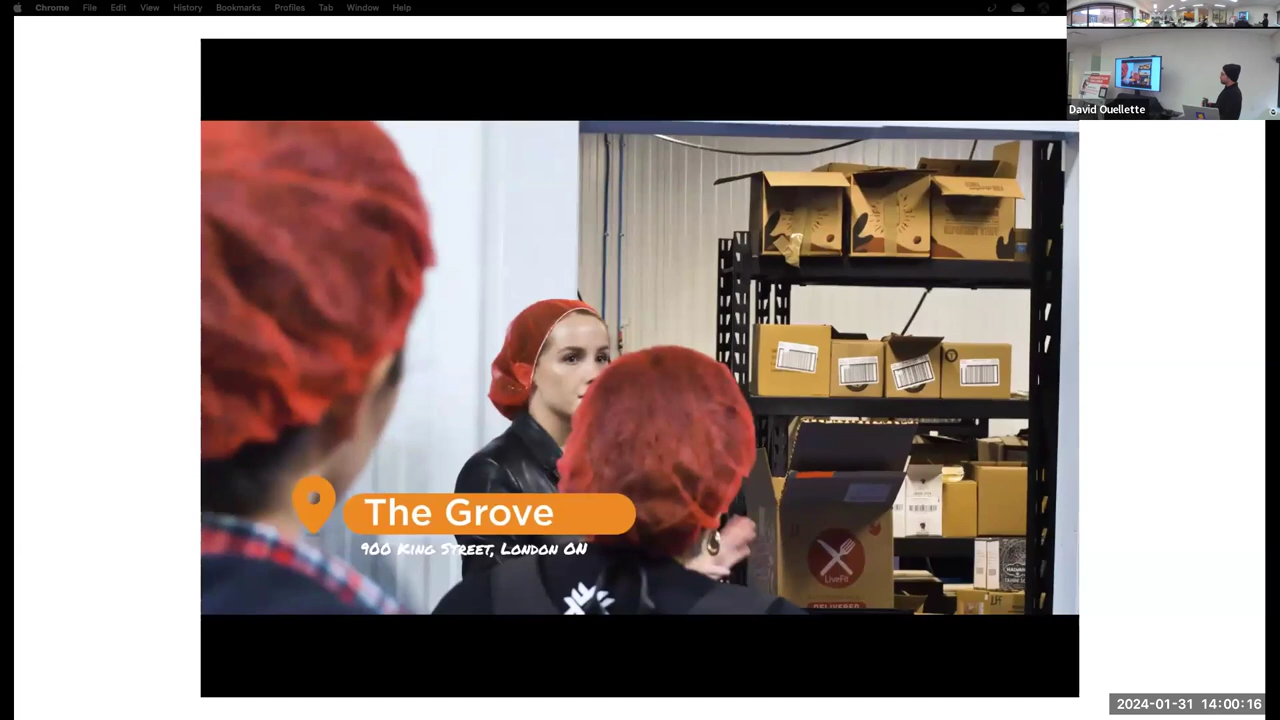 Chrome File Edit View History Bookmarks Profiles Tab Window Help
David Ouellette
The Grove
900 King Street, London ON
LiveFit
DELIVERED
LFF
2024-01-31 14:00:16